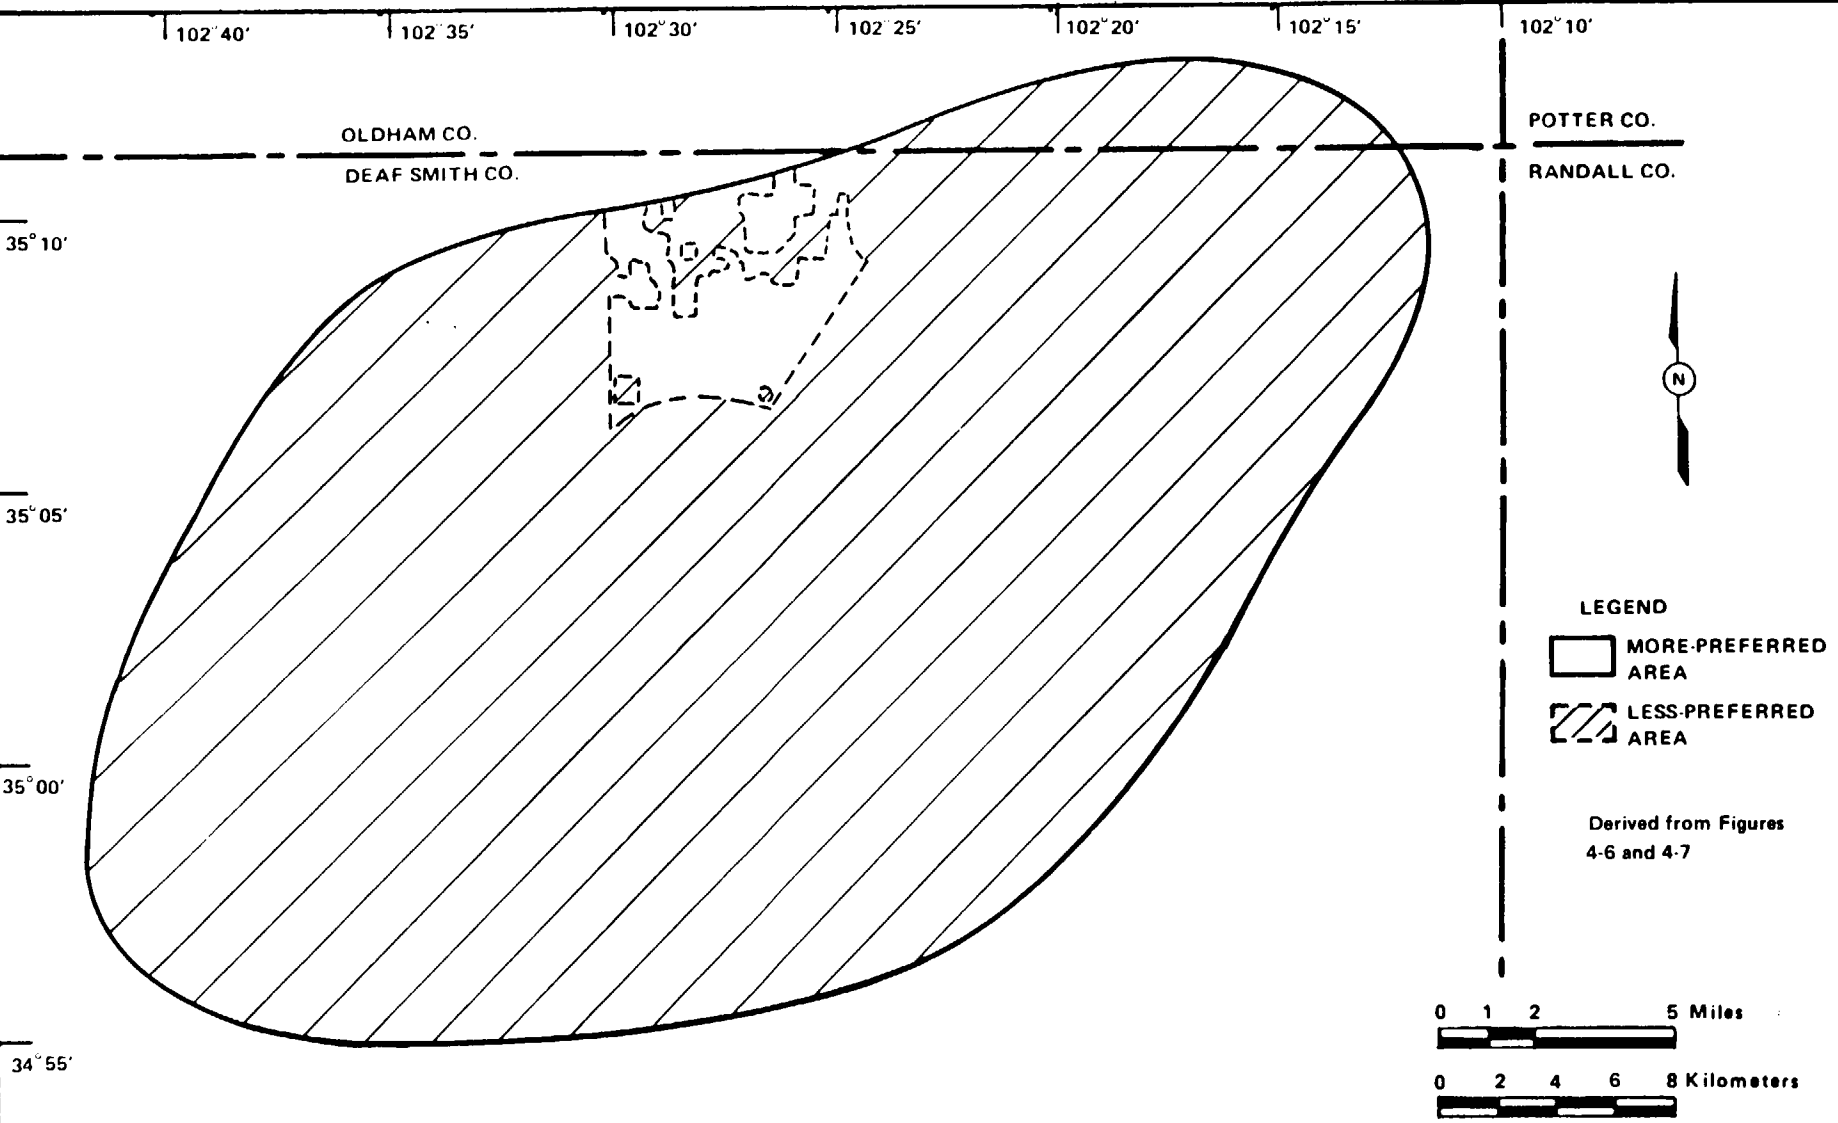 102°40' 102°35' 102°30' 102°25' 102°20' 102°15' 102°10'
OLDHAM CO.
DEAF SMITH CO.
POTTER CO.
RANDALL CO.
35°10'
35°05'
35°00'
34°55'
N
LEGEND
MORE-PREFERRED
AREA
LESS-PREFERRED
AREA
Derived from Figures
4-6 and 4-7
0 1 2 5 Miles
0 2 4 6 8 Kilometers